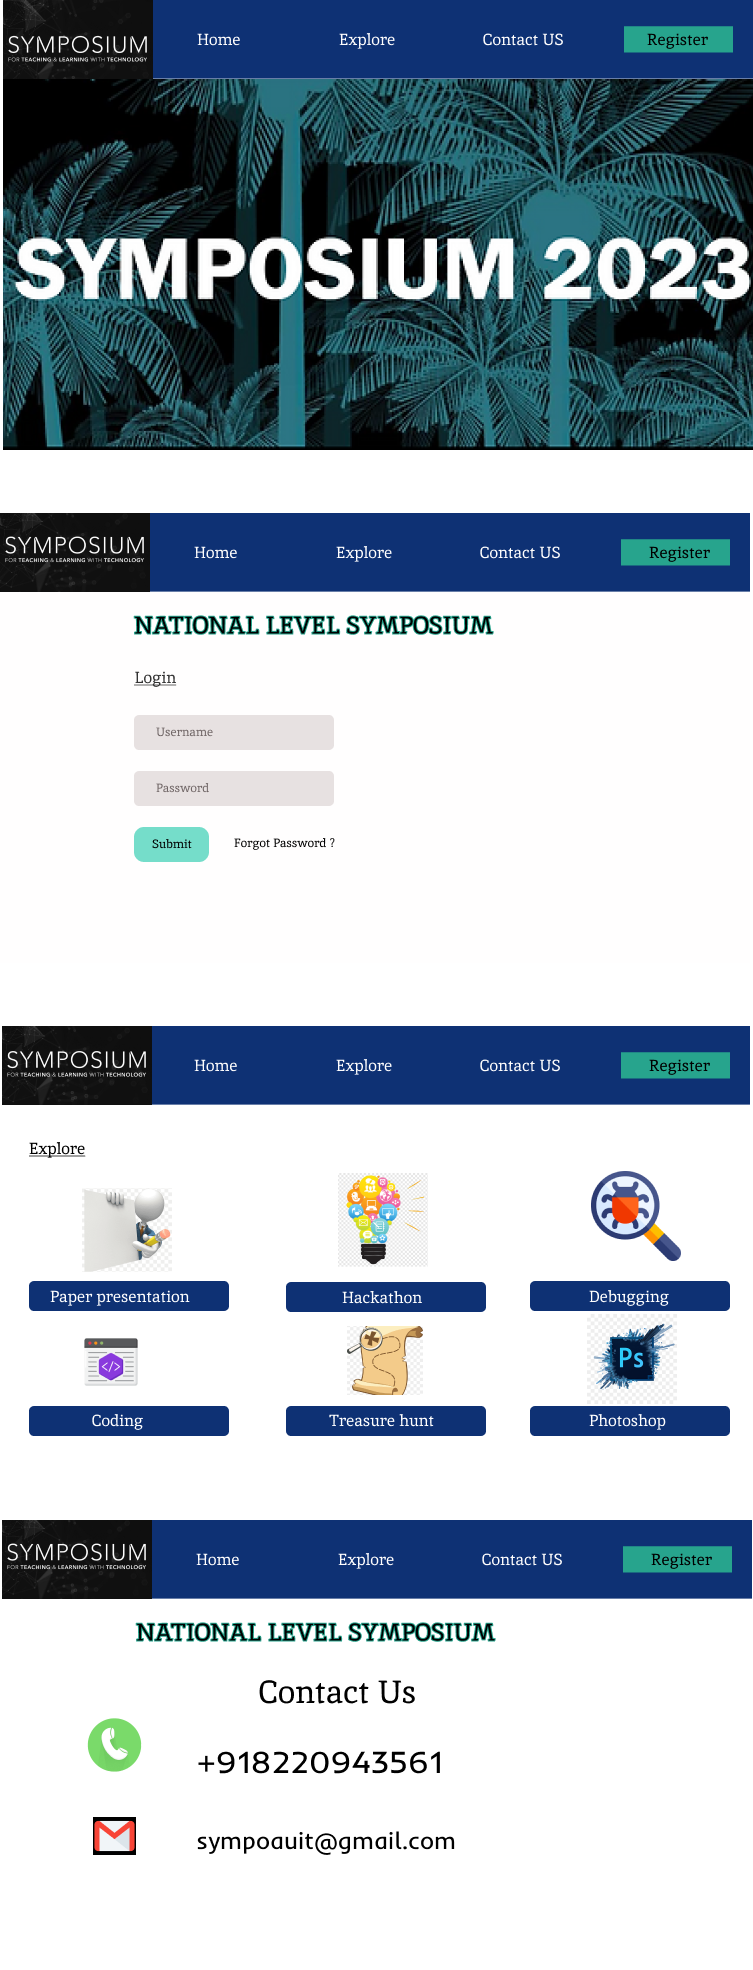 SYMPOSIUM
FOR TEACHING & LEARNING WITH TECHNOLOGY
Home Explore Contact US Register
SYMPOSIUM 2023
SYMPOSIUM
FOR TEACHING & LEARNING WITH TECHNOLOGY
Home Explore Contact US Register
NATIONAL LEVEL SYMPOSIUM
Login
Username
Password
Submit Forgot Password ?
SYMPOSIUM
FOR TEACHING & LEARNING WITH TECHNOLOGY
Home Explore Contact US Register
Explore
Paper presentation Hackathon Debugging
</>
Ps
Coding Treasure hunt Photoshop
SYMPOSIUM
FOR TEACHING & LEARNING WITH TECHNOLOGY
Home Explore Contact US Register
NATIONAL LEVEL SYMPOSIUM
Contact Us
+918220943561
sympoauit@gmail.com